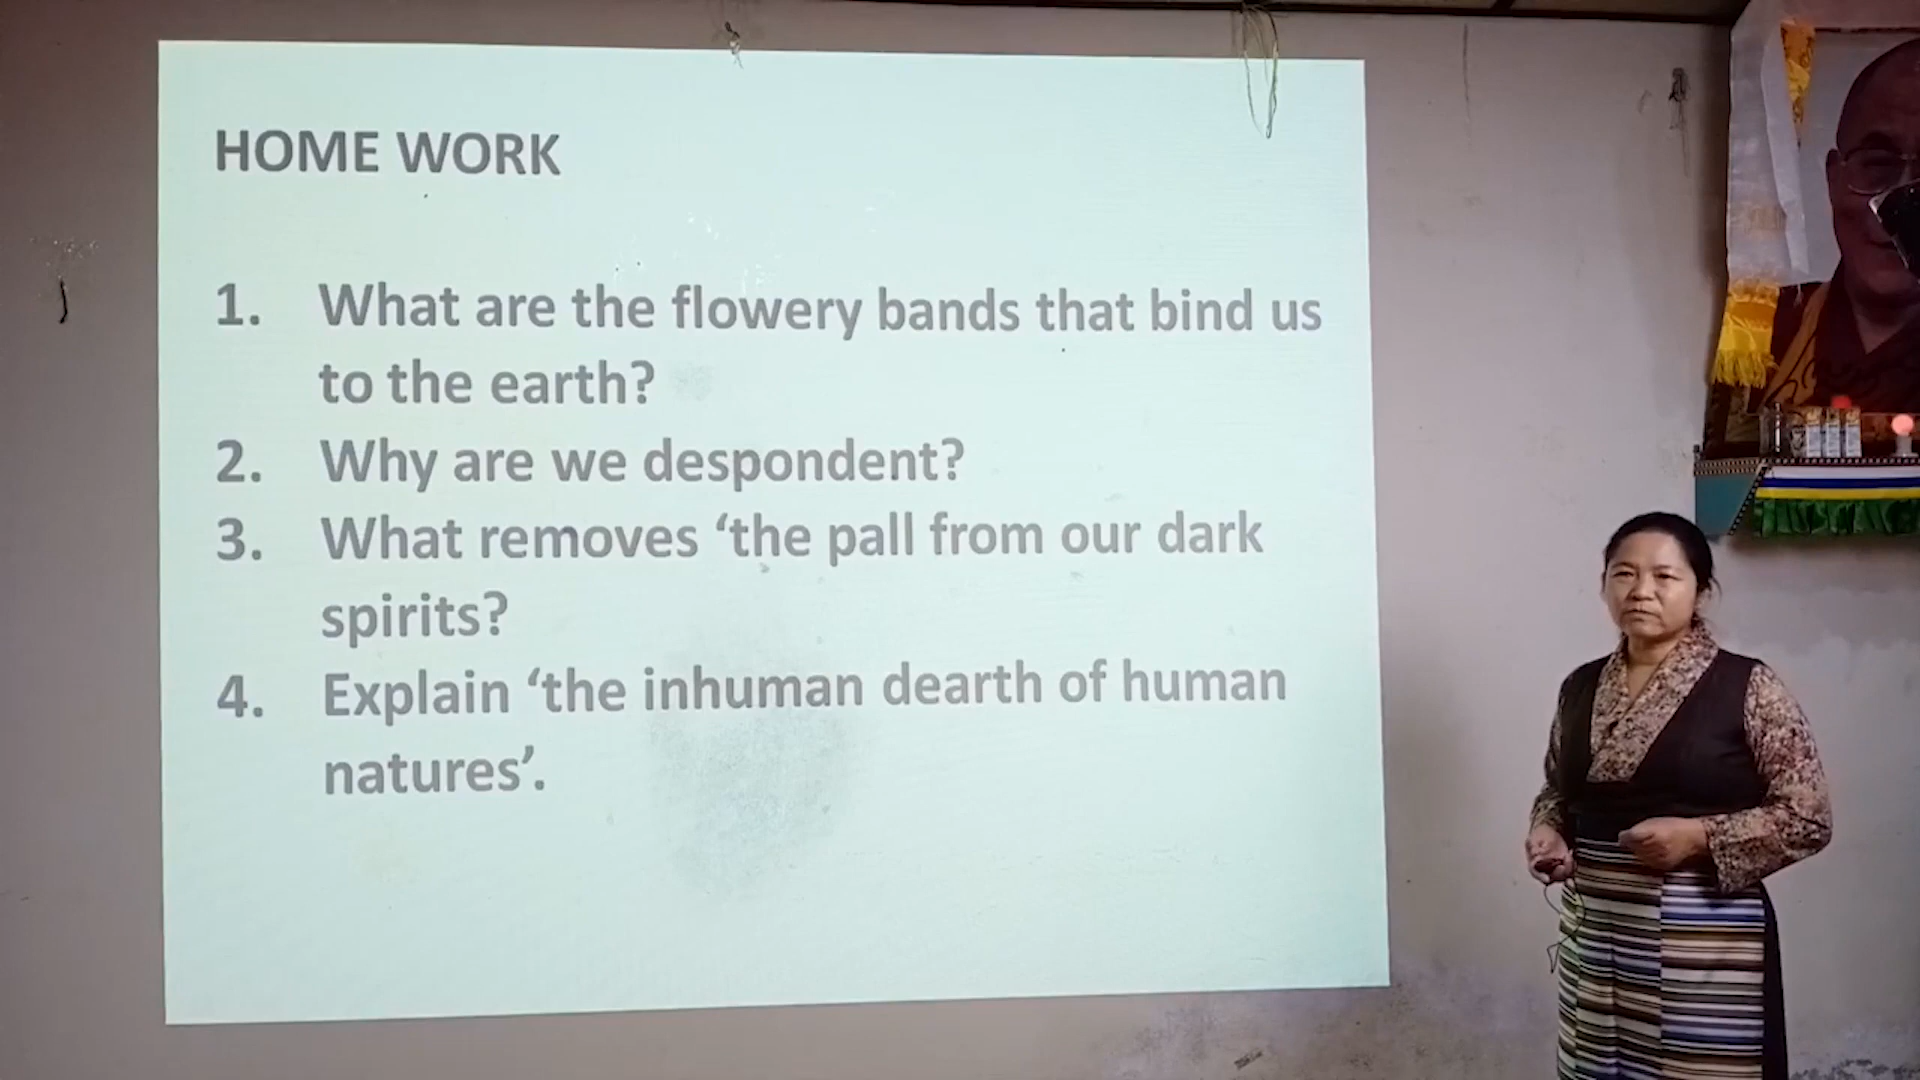 HOME WORK
1. What are the flowery bands that bind us
to the earth?
2. Why are we despondent?
3. What removes ‘the pall from our dark
spirits?
4. Explain ‘the inhuman dearth of human
natures’.